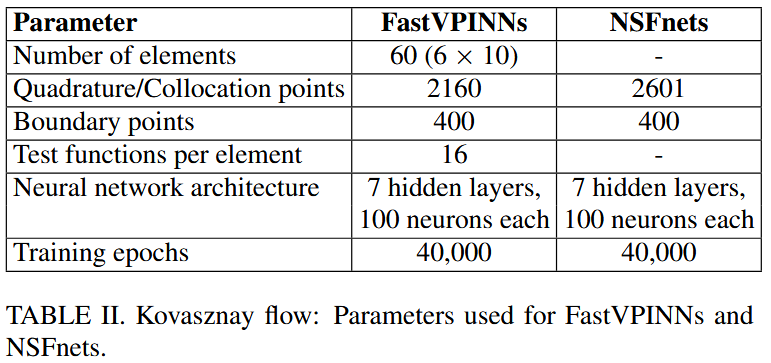 Parameter FastVPINNs NSFnets
Number of elements 60 (6 × 10) -
Quadrature/Collocation points 2160 2601
Boundary points 400 400
Test functions per element 16 -
Neural network architecture 7 hidden layers, 7 hidden layers,
100 neurons each 100 neurons each
Training epochs 40,000 40,000
TABLE II. Kovasznay flow: Parameters used for FastVPINNs and
NSFnets.